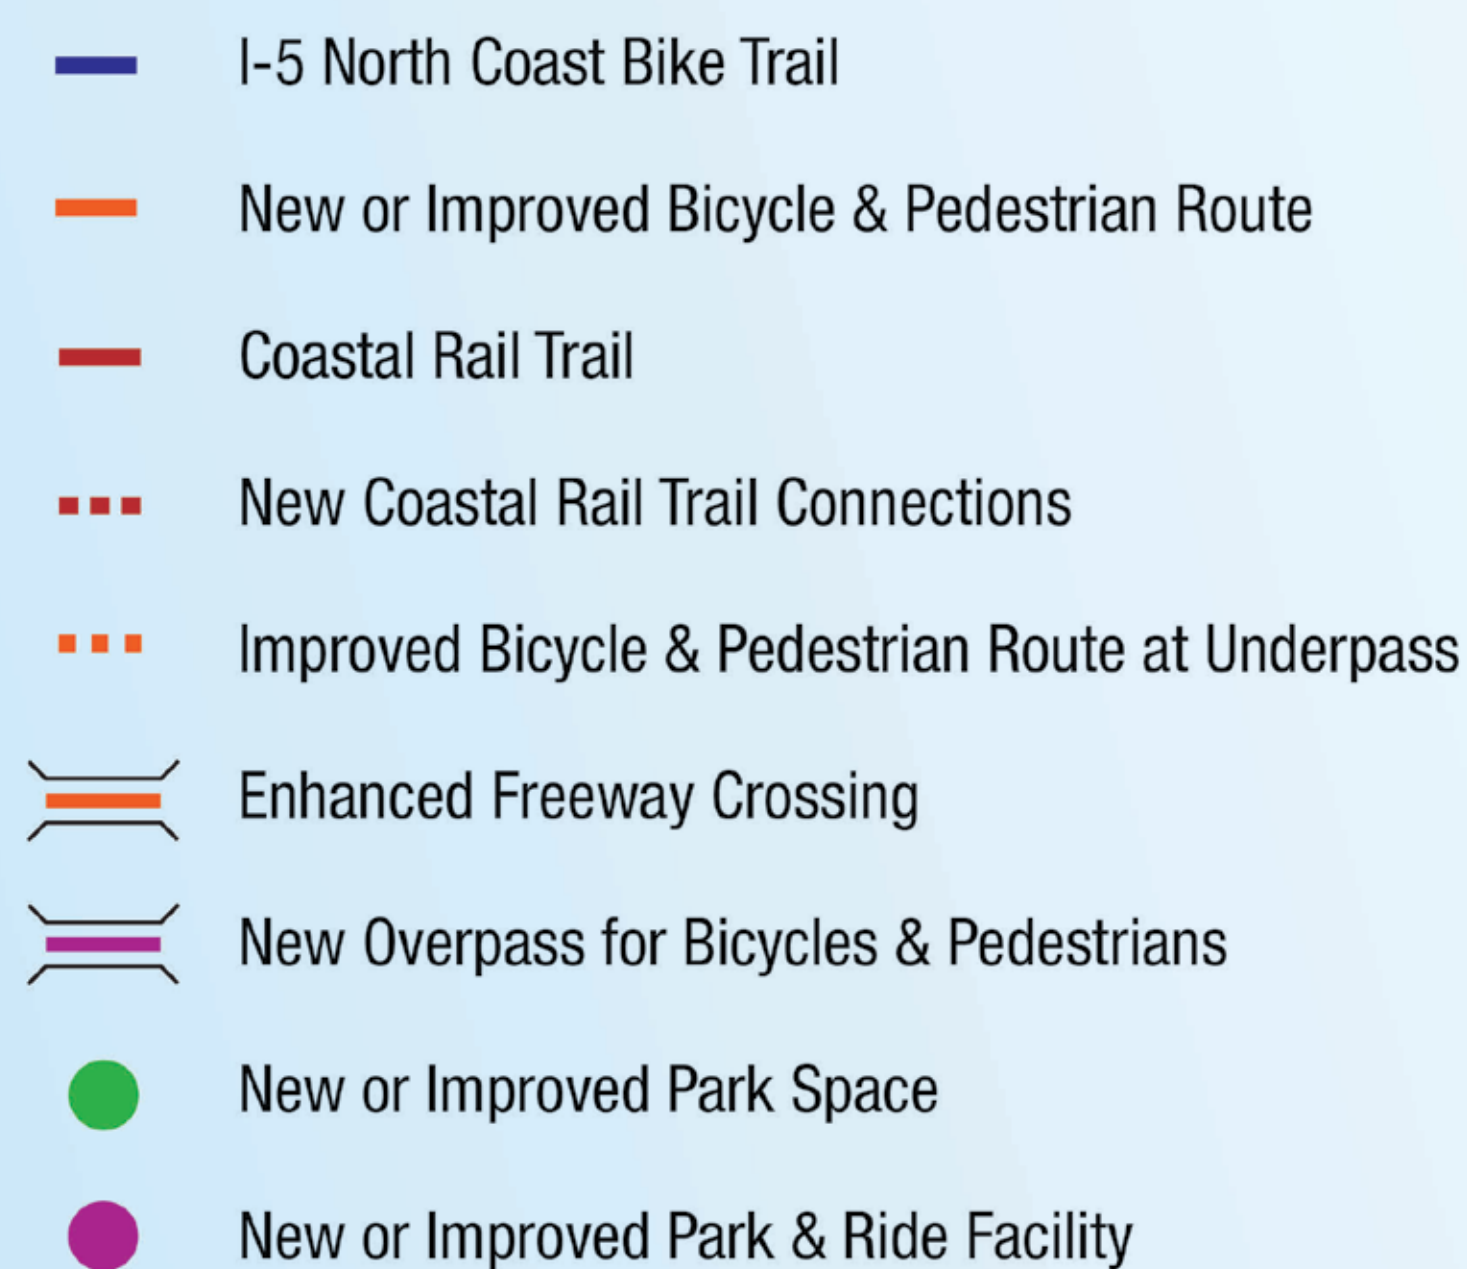 I-5 North Coast Bike Trail
New or Improved Bicycle & Pedestrian Route
Coastal Rail Trail
New Coastal Rail Trail Connections
Improved Bicycle & Pedestrian Route at Underpass
Enhanced Freeway Crossing
New Overpass for Bicycles & Pedestrians
New or Improved Park Space
New or Improved Park & Ride Facility